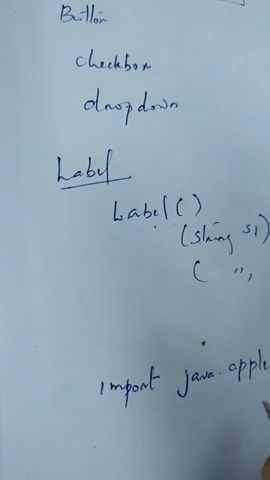 Button
checkbox
dropdown
Label
Label()
(String s1)
( ",
import java.apple